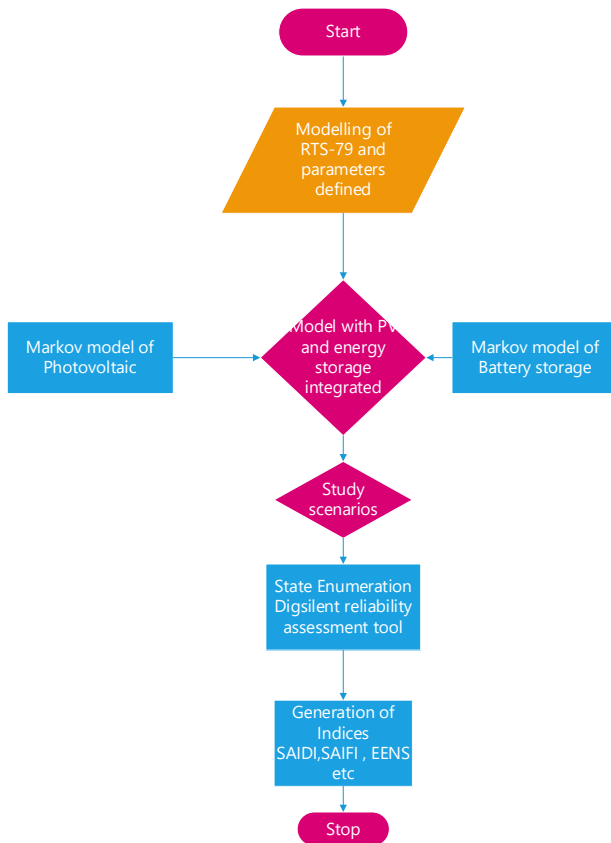 Start
Modelling of
RTS-79 and
parameters
defined
Model with PV
and energy
storage
integrated
Markov model of
Photovoltaic
Markov model of
Battery storage
Study
scenarios
State Enumeration
Digsilent reliability
assessment tool
Generation of
Indices
SAIDI,SAIFI , EENS
etc
Stop